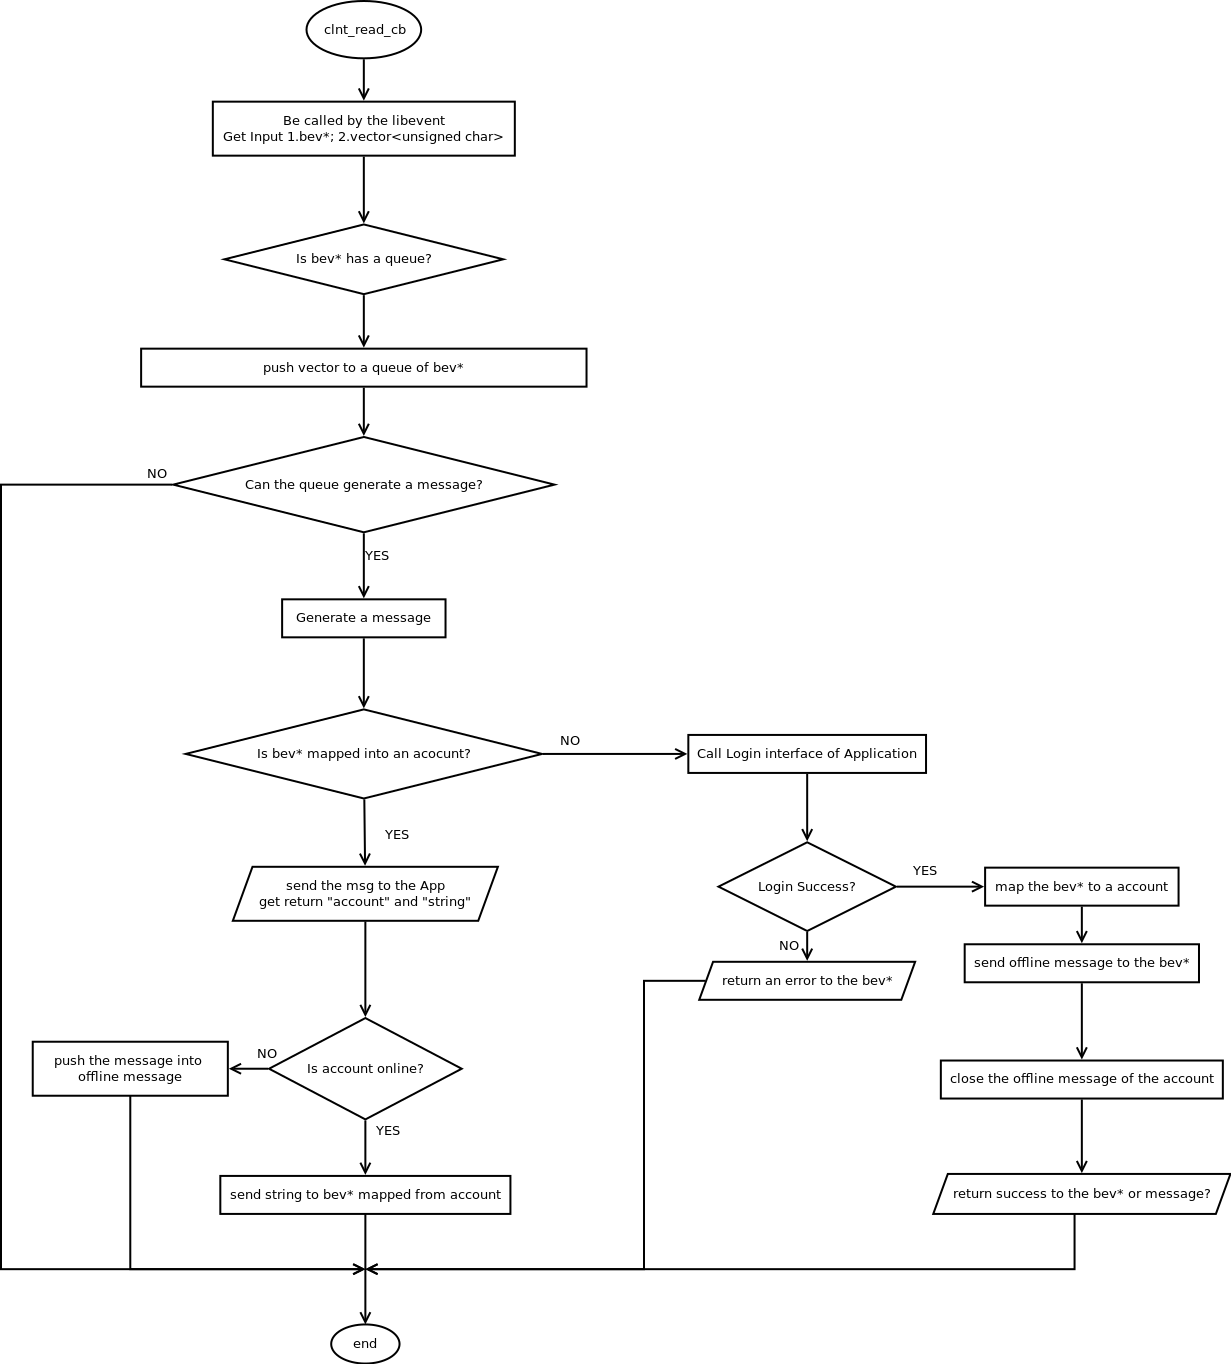 clnt_read_cb
Be called by the libevent
Get Input 1.bev*; 2.vector<unsigned char>
Is bev* has a queue?
push vector to a queue of bev*
NO
Can the queue generate a message?
YES
Generate a message
Is bev* mapped into an acocunt?
NO
Call Login interface of Application
YES
send the msg to the App
get return "account" and "string"
Login Success?
YES
map the bev* to a account
NO
return an error to the bev*
send offline message to the bev*
push the message into
offline message
NO
Is account online?
close the offline message of the account
YES
send string to bev* mapped from account
return success to the bev* or message?
end